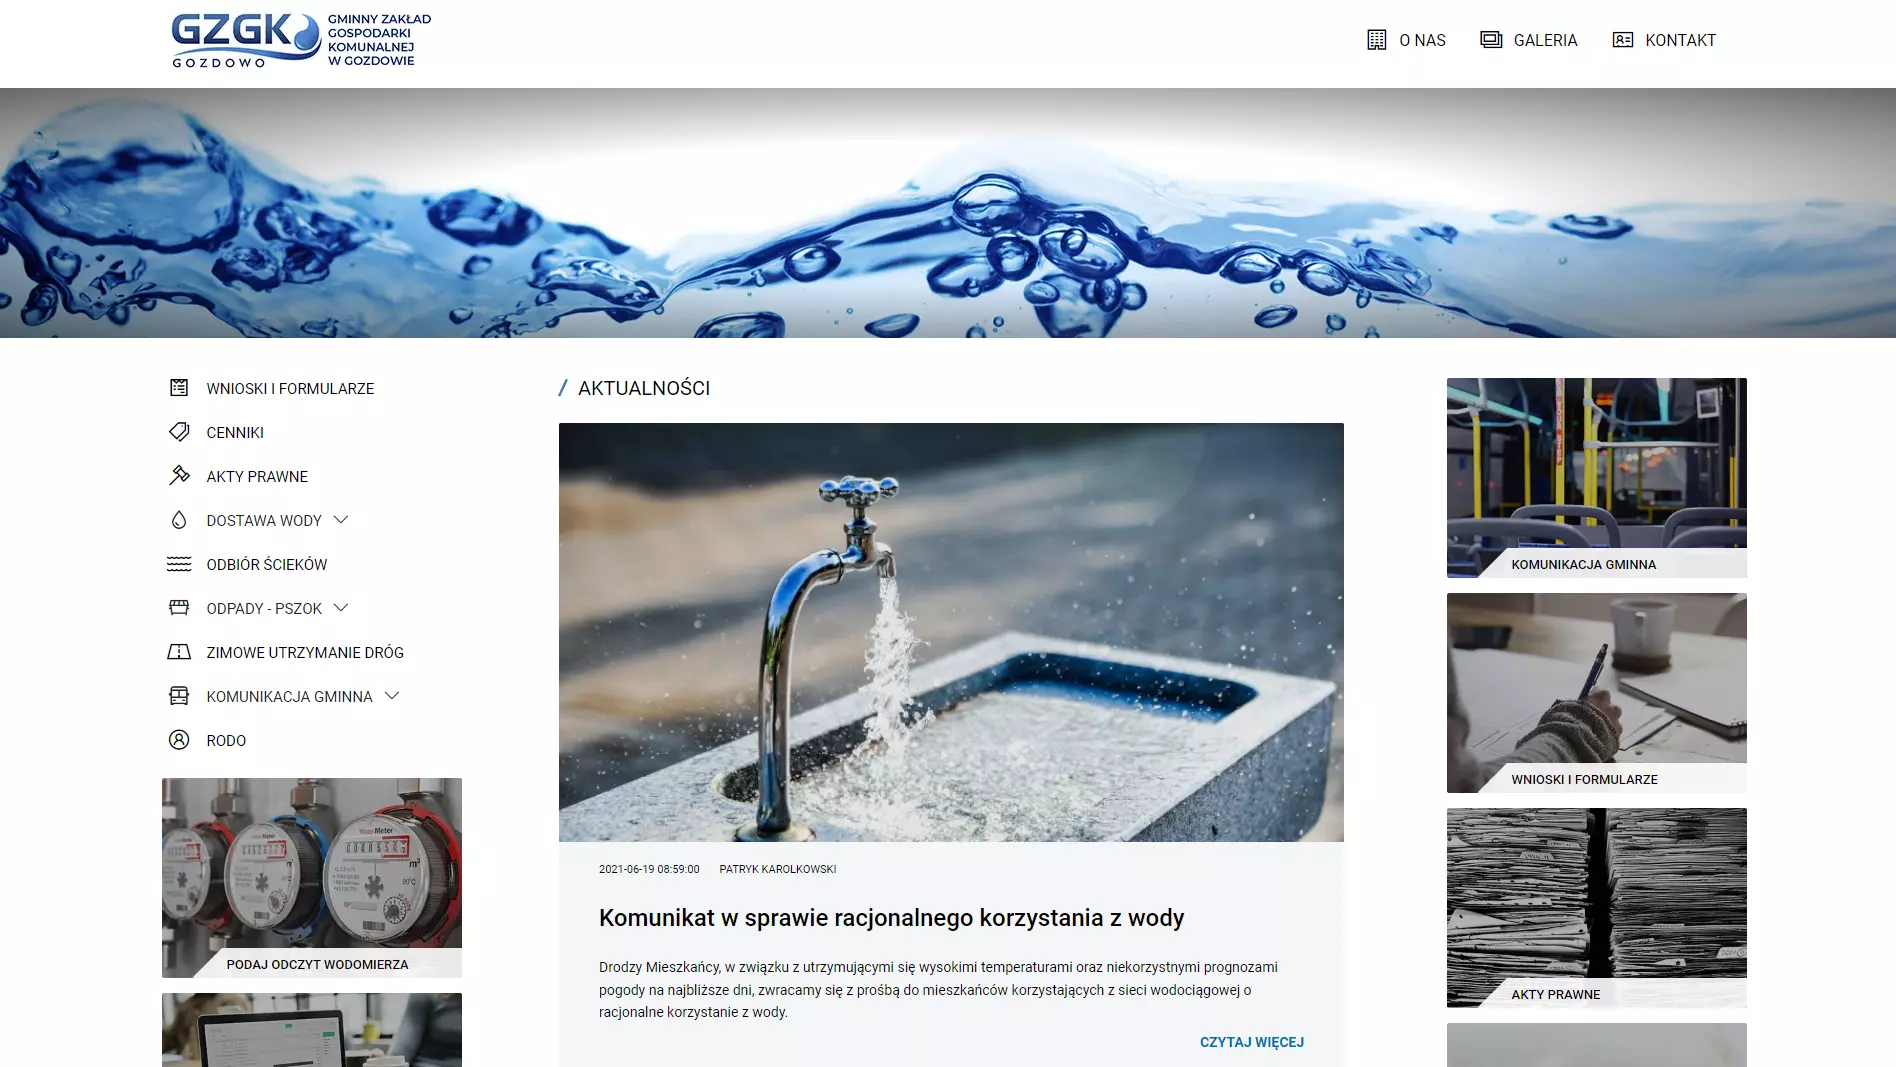 GZGK
GOZDOWO
GMINNY ZAKŁAD
GOSPODARKI
KOMUNALNEJ
W GOZDOWIE
O NAS
GALERIA
KONTAKT
WNIOSKI I FORMULARZE
CENNIKI
AKTY PRAWNE
DOSTAWA WODY
ODBIÓR ŚCIEKÓW
ODPADY - PSZOK
ZIMOWE UTRZYMANIE DRÓG
KOMUNIKACJA GMINNA
RODO
WaterMeter
PODAJ ODCZYT WODOMIERZA
/ AKTUALNOŚCI
2021-06-19 08:59:00 PATRYK KAROLKOWSKI
Komunikat w sprawie racjonalnego korzystania z wody
Drodzy Mieszkańcy, w związku z utrzymującymi się wysokimi temperaturami oraz niekorzystnymi prognozami
pogody na najbliższe dni, zwracamy się z prośbą do mieszkańców korzystających z sieci wodociągowej o
racjonalne korzystanie z wody.
CZYTAJ WIĘCEJ
KOMUNIKACJA GMINNA
WNIOSKI I FORMULARZE
AKTY PRAWNE